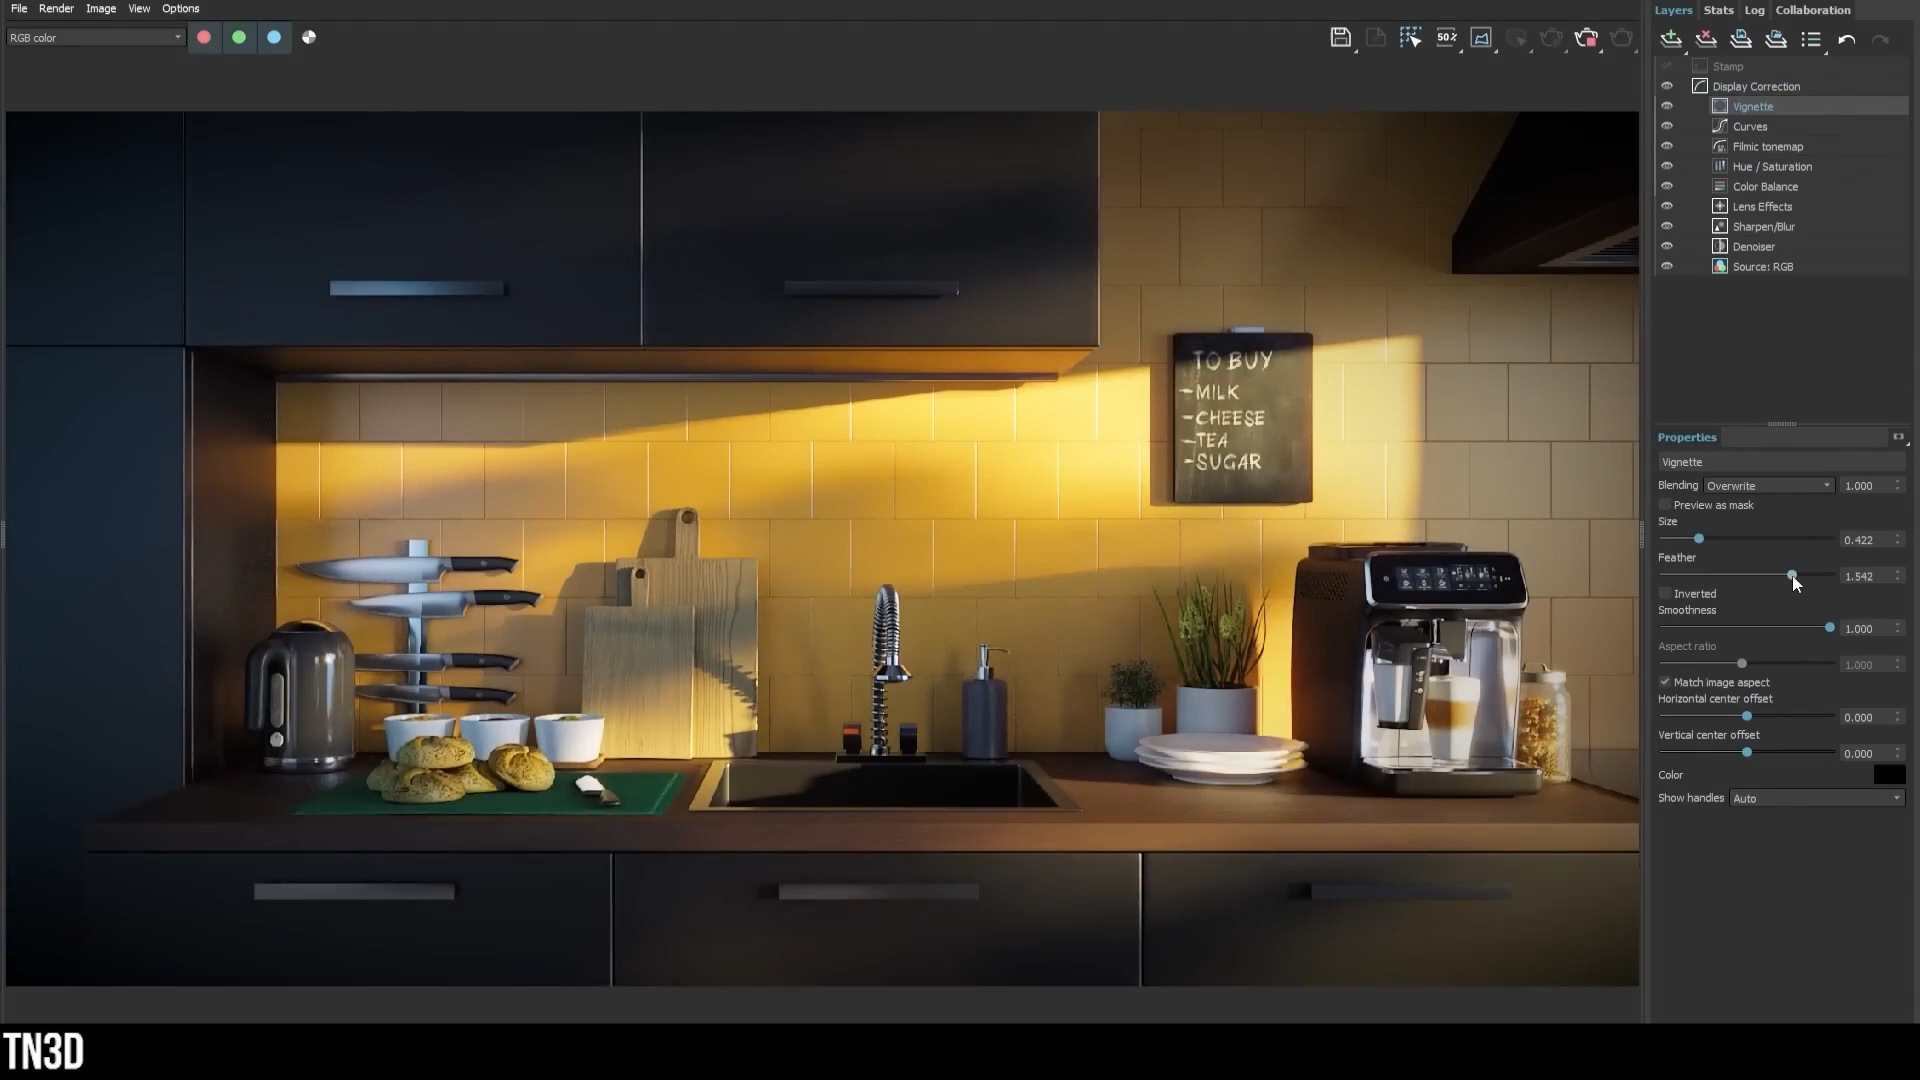 File Render Image View Options
RGB color
50%
Layers Stats Log Collaboration
Stamp
Display Correction
Vignette
Curves
Filmic tonemap
Hue / Saturation
Color Balance
Lens Effects
Sharpen/Blur
Denoiser
Source: RGB
TO BUY
-MILK
-CHEESE
-TEA
-SUGAR
Properties
Vignette
Blending Overwrite 1.000
Preview as mask
Size
0.422
Feather
1.542
Inverted
Smoothness
1.000
Aspect ratio
1.000
Match image aspect
Horizontal center offset
0.000
Vertical center offset
0.000
Color
Show handles Auto
TN3D